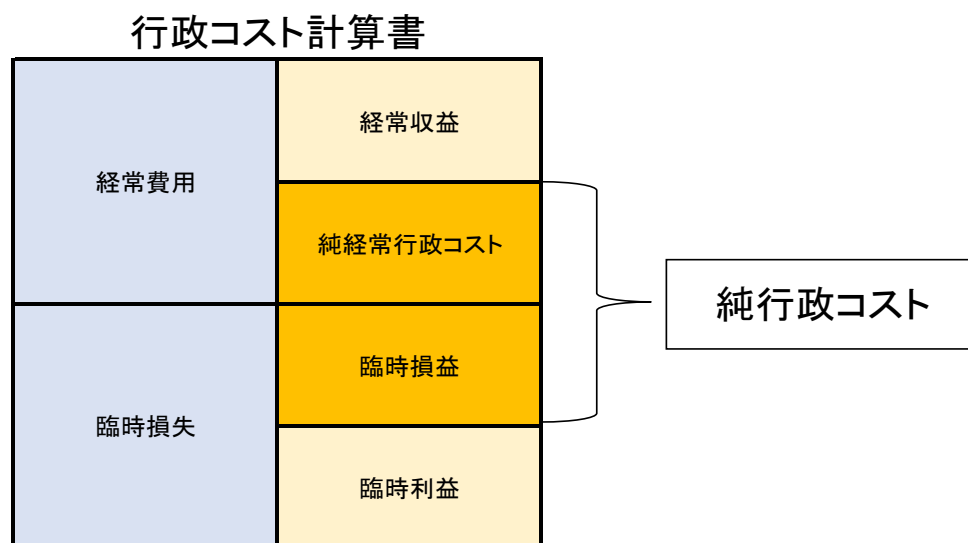 行政コスト計算書
経常費用
経常収益
純経常行政コスト
純行政コスト
臨時損失
臨時損益
臨時利益